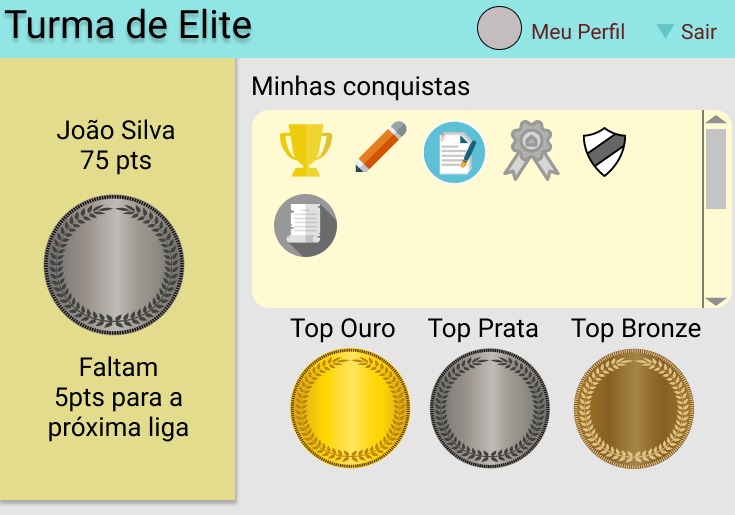 Turma de Elite
Meu Perfil
Sair
João Silva
75 pts
Faltam
5pts para a
próxima liga
Minhas conquistas
Top Ouro
Top Prata
Top Bronze